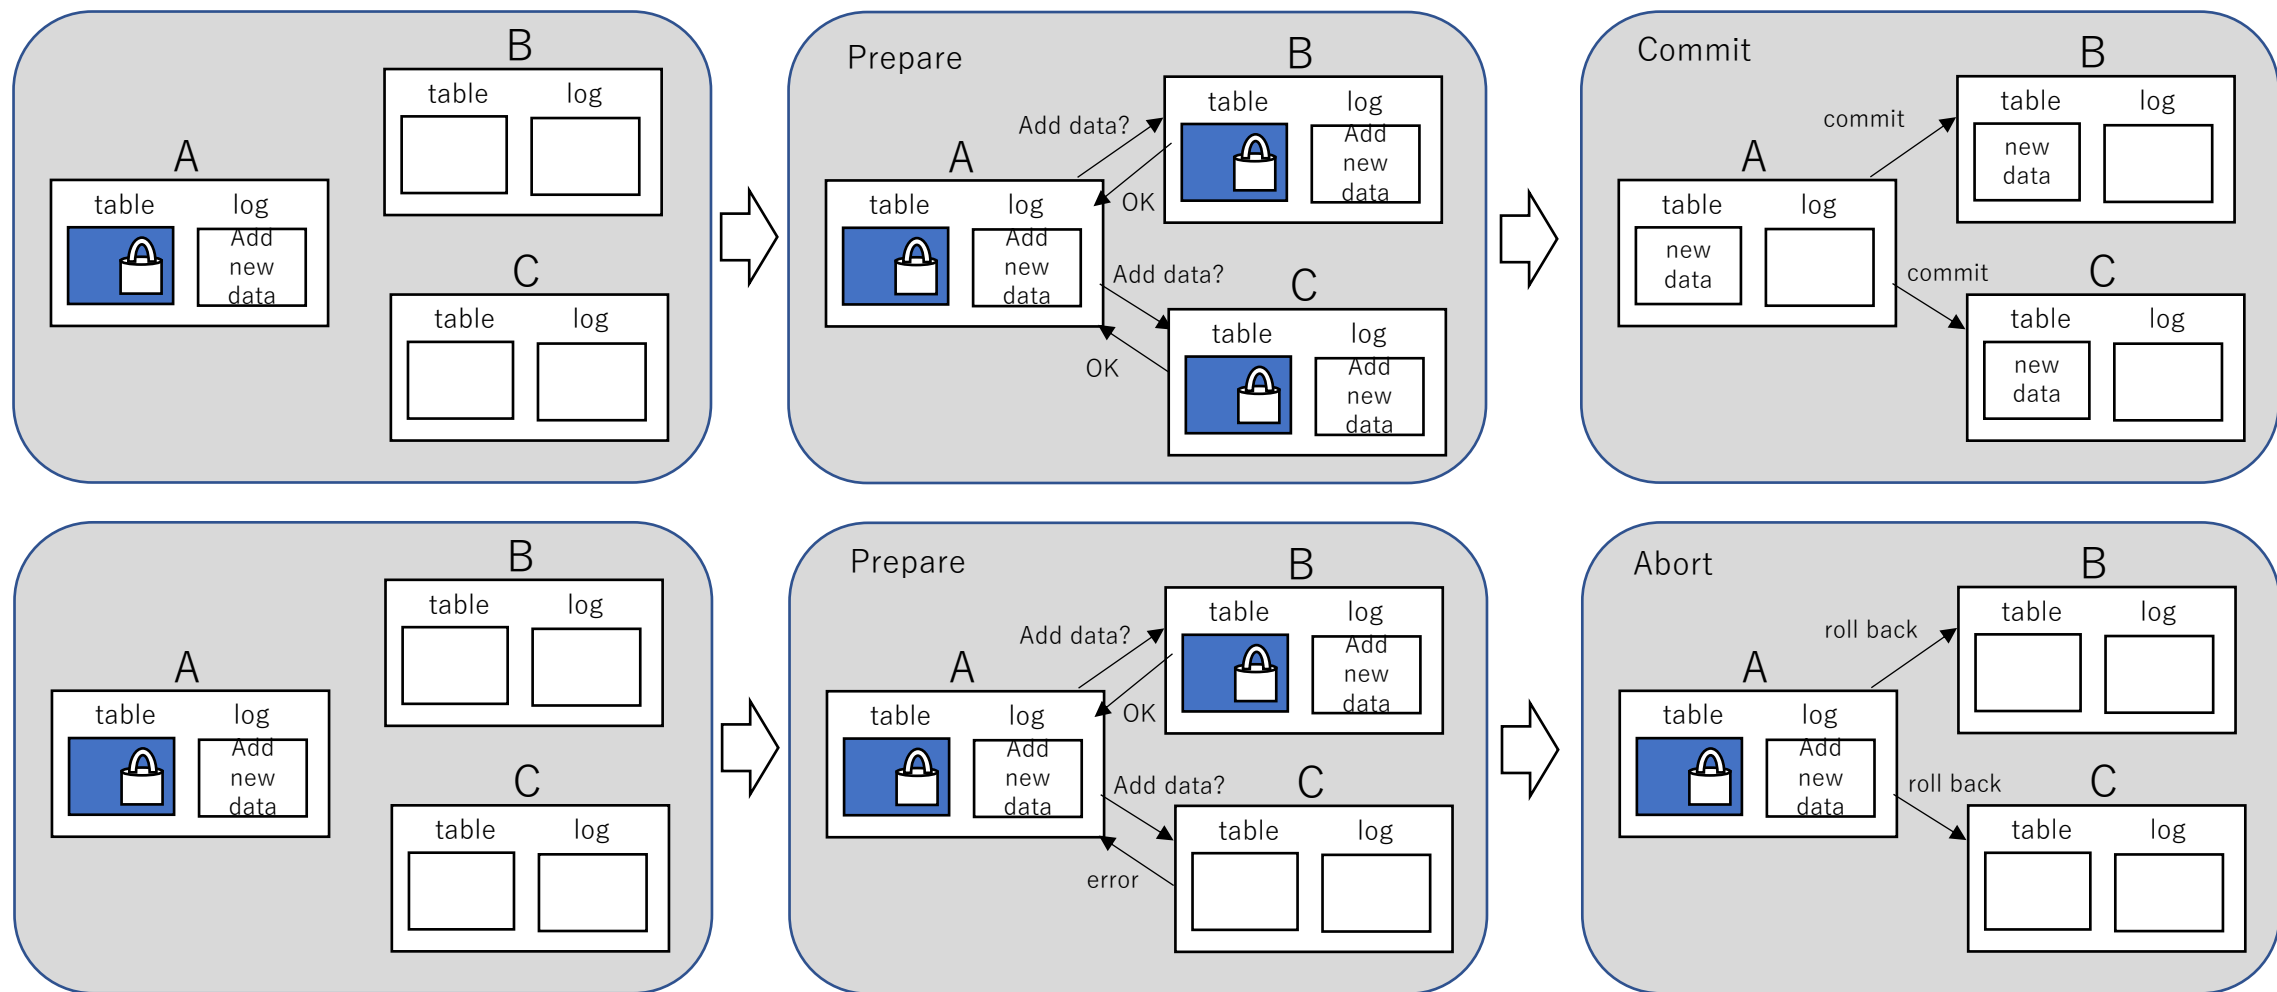 B
table log
A
table log
Add
new
data
C
table log
Prepare
B
table log
Add data?
Add
new
data
A
OK
table log
Add
new
data
Add data?
C
table log
OK
Add
new
data
Commit
B
table log
commit
new
data
A
table log
new
data
commit
C
table log
new
data
B
table log
A
table log
Add
new
data
C
table log
Prepare
B
table log
Add data?
Add
new
data
A
OK
table log
Add
new
data
Add data?
C
table log
error
Abort
B
table log
roll back
A
table log
Add
new
data
roll back
C
table log